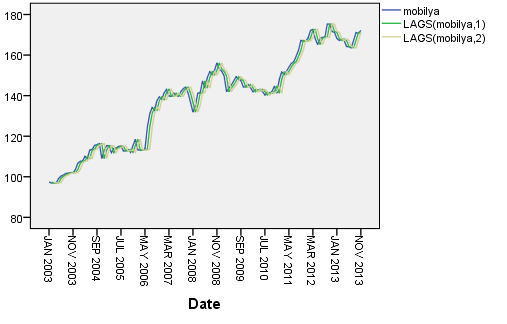 mobilya
LAGS(mobilya,1)
LAGS(mobilya,2)
180
160
140
120
100
80
JAN 2003
NOV 2003
SEP 2004
JUL 2005
MAY 2006
MAR 2007
JAN 2008
NOV 2008
SEP 2009
JUL 2010
MAY 2011
MAR 2012
JAN 2013
NOV 2013
Date